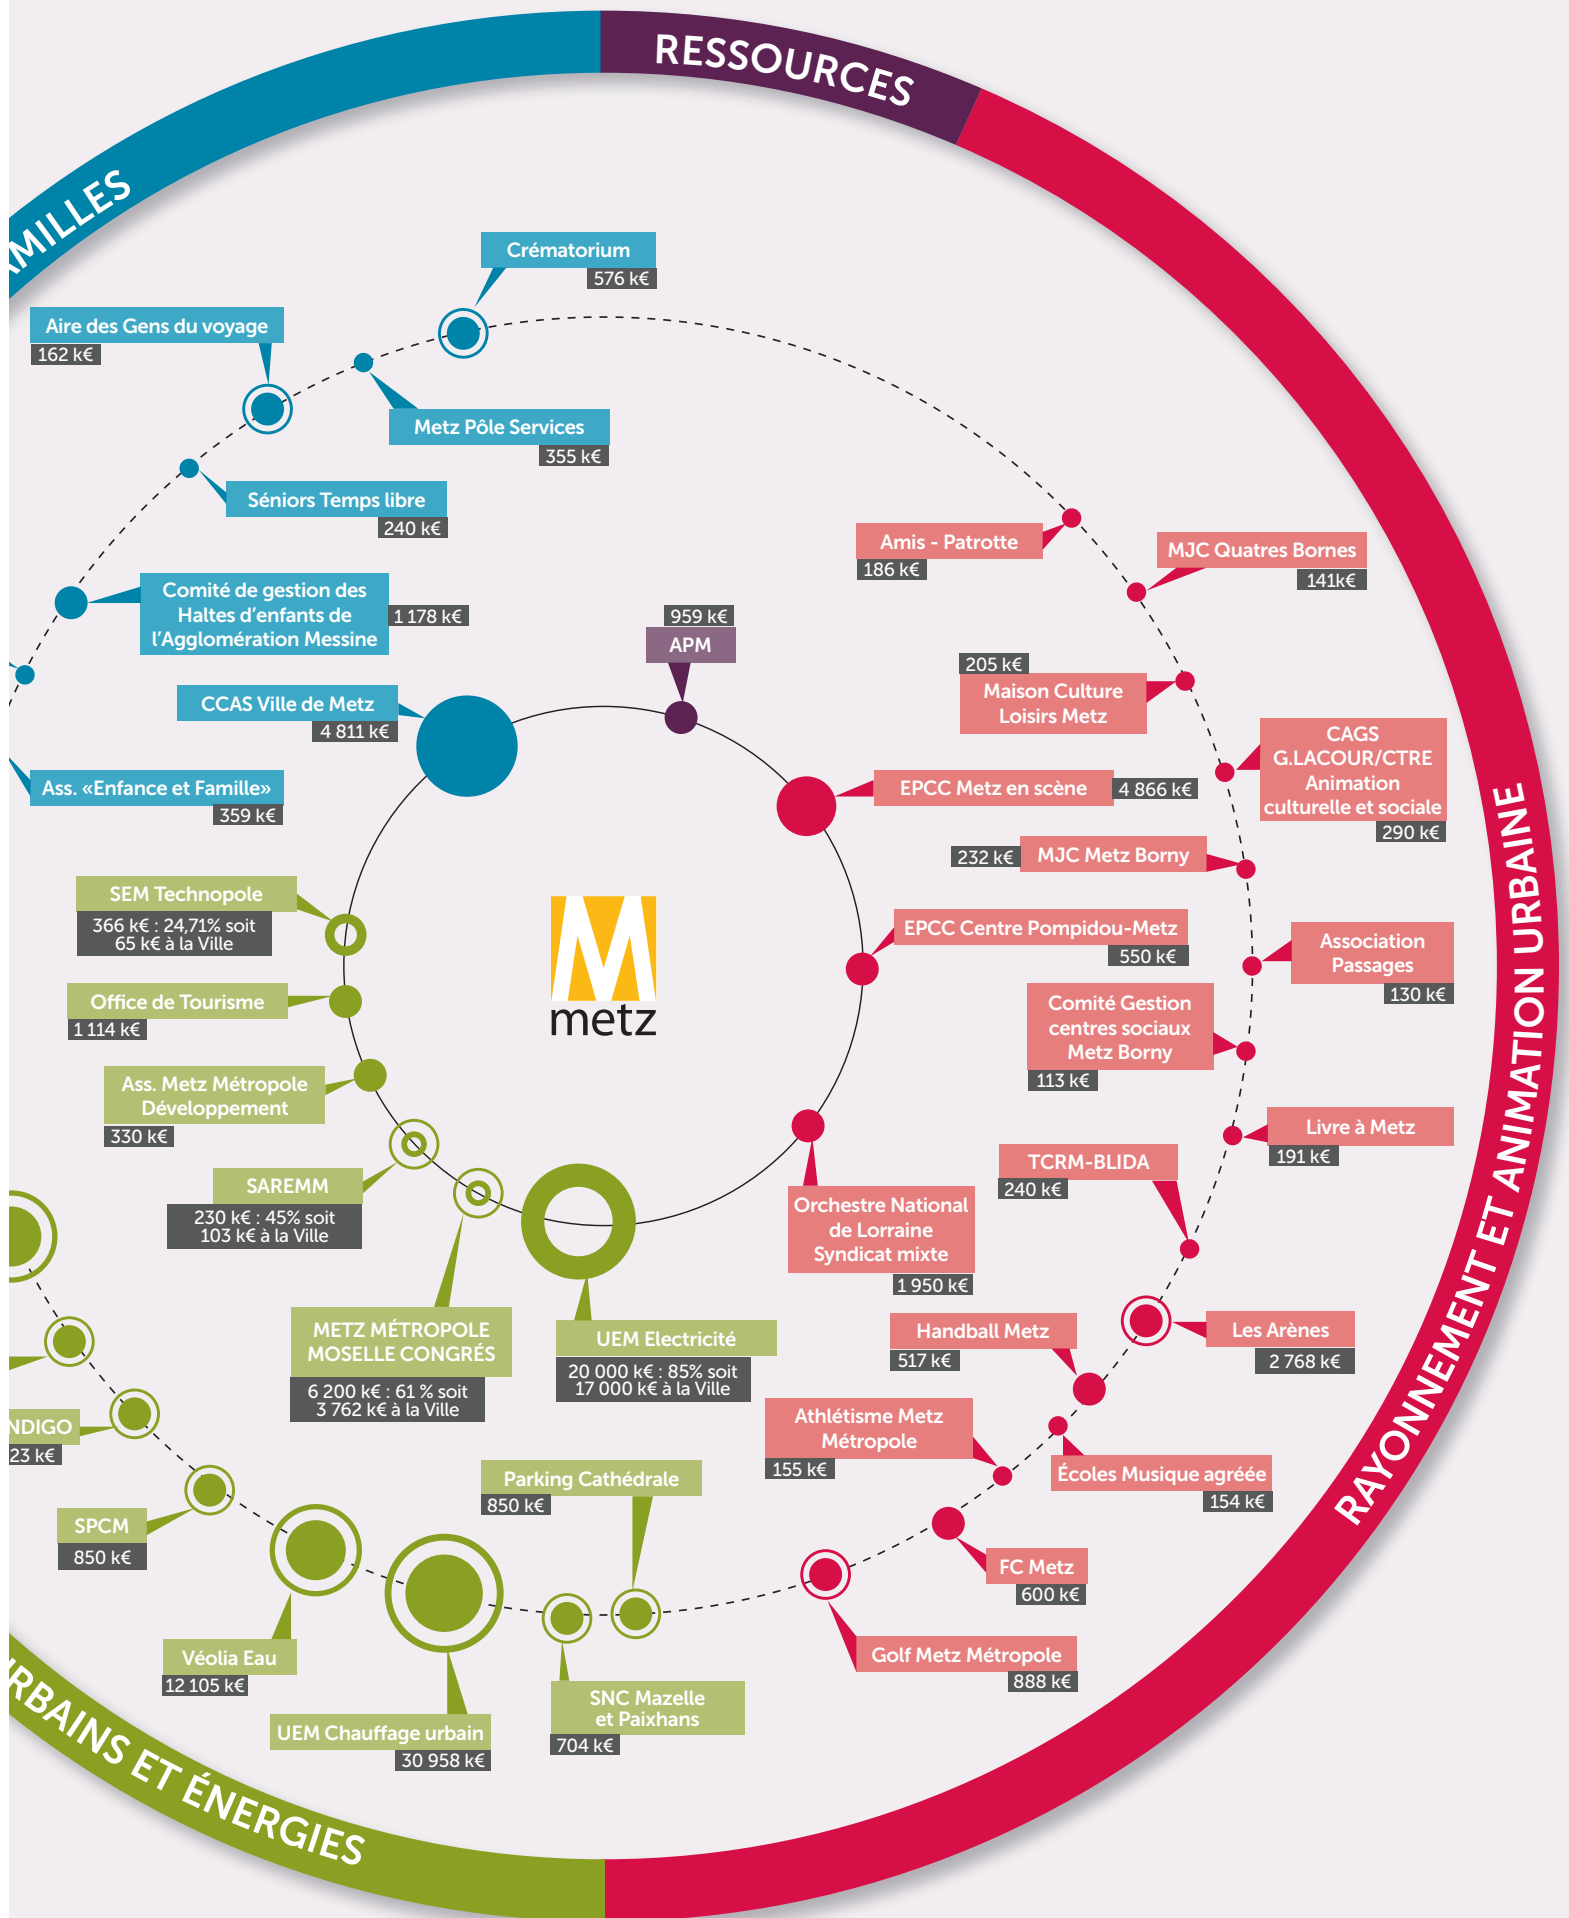 RESSOURCES
RAYONNEMENT ET ANIMATION URBAINE
Crématorium
576 k€
Aire des Gens du voyage
162 k€
Metz Pôle Services
355 k€
Séniors Temps libre
240 k€
Comité de gestion des
Haltes d’enfants de
l’Agglomération Messine
1 178 k€
CCAS Ville de Metz
4 811 k€
Ass. «Enfance et Famille»
359 k€
959 k€
APM
Amis - Patrotte
186 k€
MJC Quatres Bornes
141k€
205 k€
Maison Culture
Loisirs Metz
CAGS
G.LACOUR/CTRE
Animation
culturelle et sociale
290 k€
EPCC Metz en scène
4 866 k€
232 k€
MJC Metz Borny
EPCC Centre Pompidou-Metz
550 k€
Association
Passages
130 k€
Comité Gestion
centres sociaux
Metz Borny
113 k€
Livre à Metz
191 k€
TCRM-BLIDA
240 k€
Orchestre National
de Lorraine
Syndicat mixte
1 950 k€
Les Arènes
2 768 k€
Handball Metz
517 k€
Athlétisme Metz
Métropole
155 k€
Écoles Musique agréée
154 k€
FC Metz
600 k€
Golf Metz Métropole
888 k€
metz
SEM Technopole
366 k€ : 24,71% soit
65 k€ à la Ville
Office de Tourisme
1 114 k€
Ass. Metz Métropole
Développement
330 k€
SAREMM
230 k€ : 45% soit
103 k€ à la Ville
METZ MÉTROPOLE
MOSELLE CONGRÉS
6 200 k€ : 61 % soit
3 762 k€ à la Ville
UEM Electricité
20 000 k€ : 85% soit
17 000 k€ à la Ville
NDIGO
23 k€
SPCM
850 k€
Parking Cathédrale
850 k€
Véolia Eau
12 105 k€
UEM Chauffage urbain
30 958 k€
SNC Mazelle
et Paixhans
704 k€
AMILLES
RBAINS ET ÉNERGIES